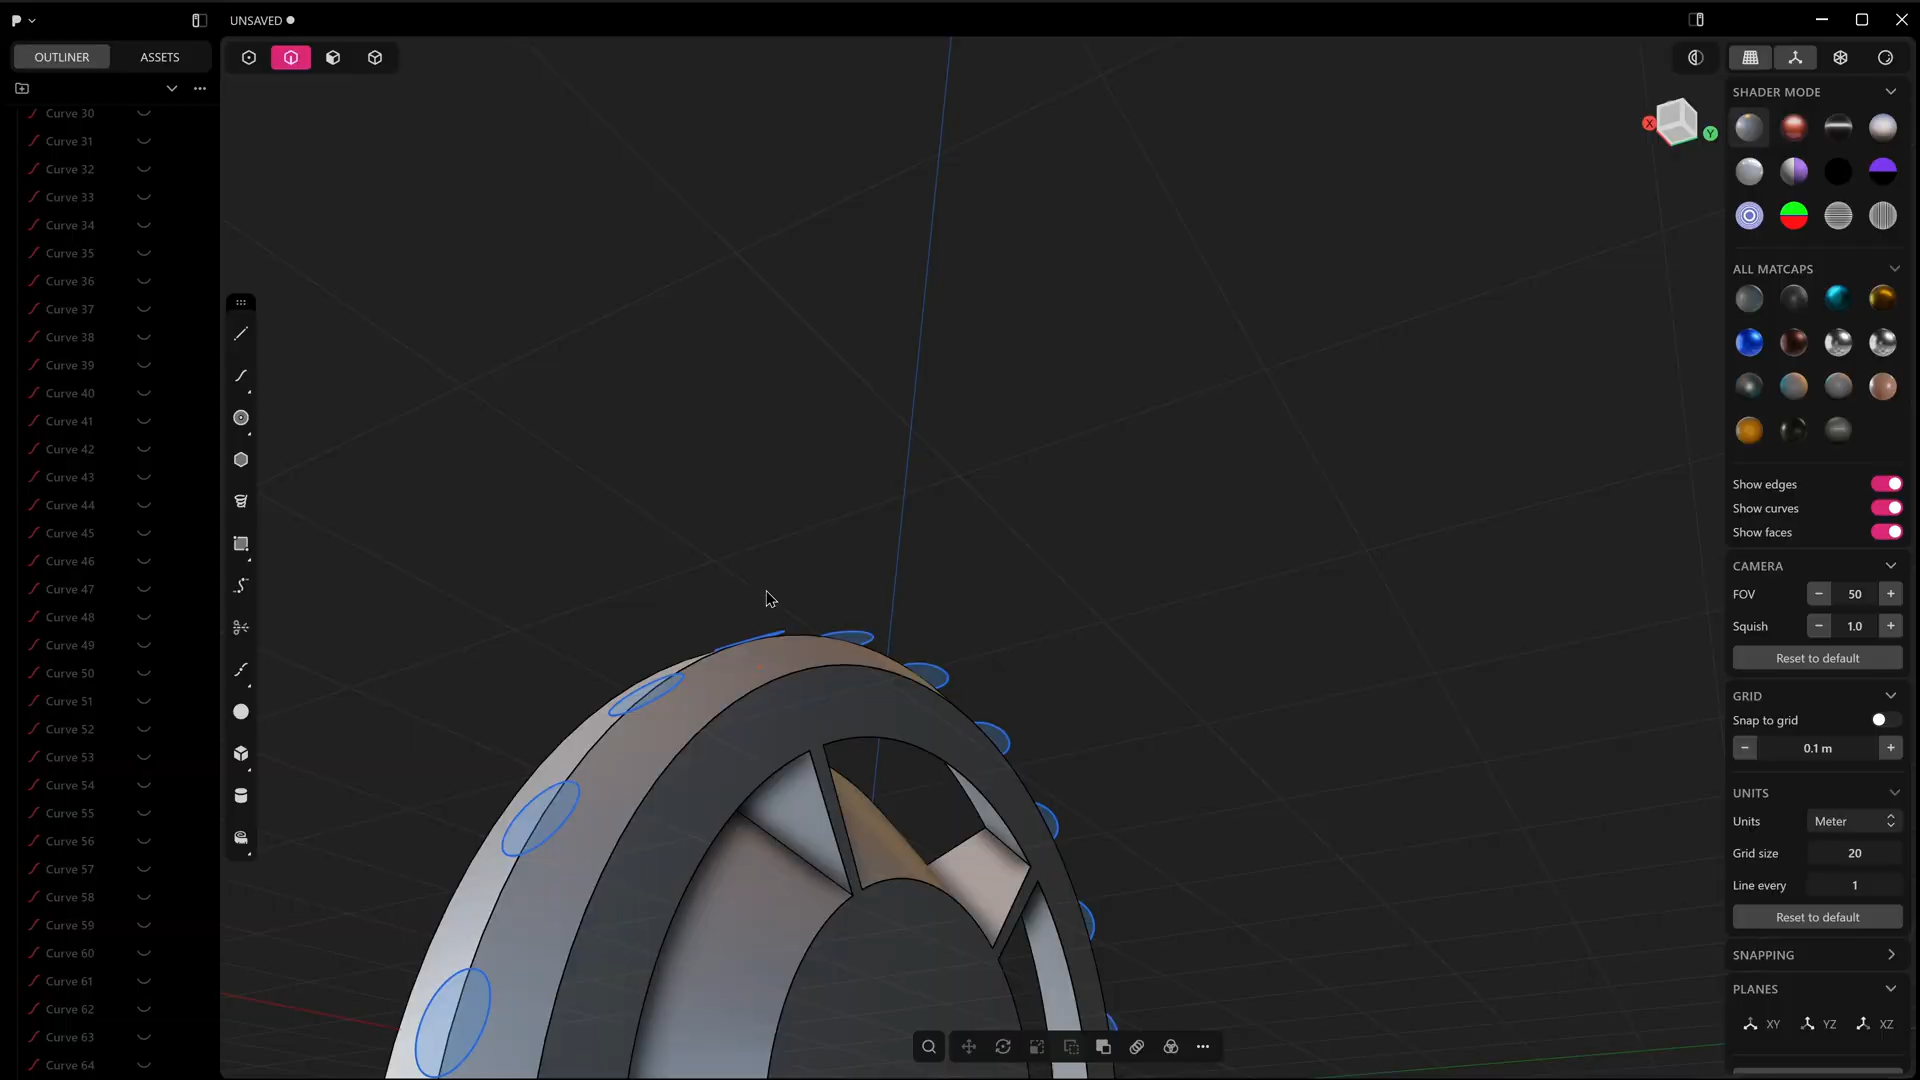 UNSAVED
OUTLINER
ASSETS
Curve 30
Curve 31
Curve 32
Curve 33
Curve 34
Curve 35
Curve 36
Curve 37
Curve 38
Curve 39
Curve 40
Curve 41
Curve 42
Curve 43
Curve 44
Curve 45
Curve 46
Curve 47
Curve 48
Curve 49
Curve 50
Curve 51
Curve 52
Curve 53
Curve 54
Curve 55
Curve 56
Curve 57
Curve 58
Curve 59
Curve 60
Curve 61
Curve 62
Curve 63
Curve 64
X
Y
SHADER MODE
ALL MATCAPS
Show edges
Show curves
Show faces
CAMERA
FOV
− 50 +
Squish
− 1.0 +
Reset to default
GRID
Snap to grid
− 0.1 m +
UNITS
Units
Meter
Grid size
20
Line every
1
Reset to default
SNAPPING
PLANES
XY YZ XZ